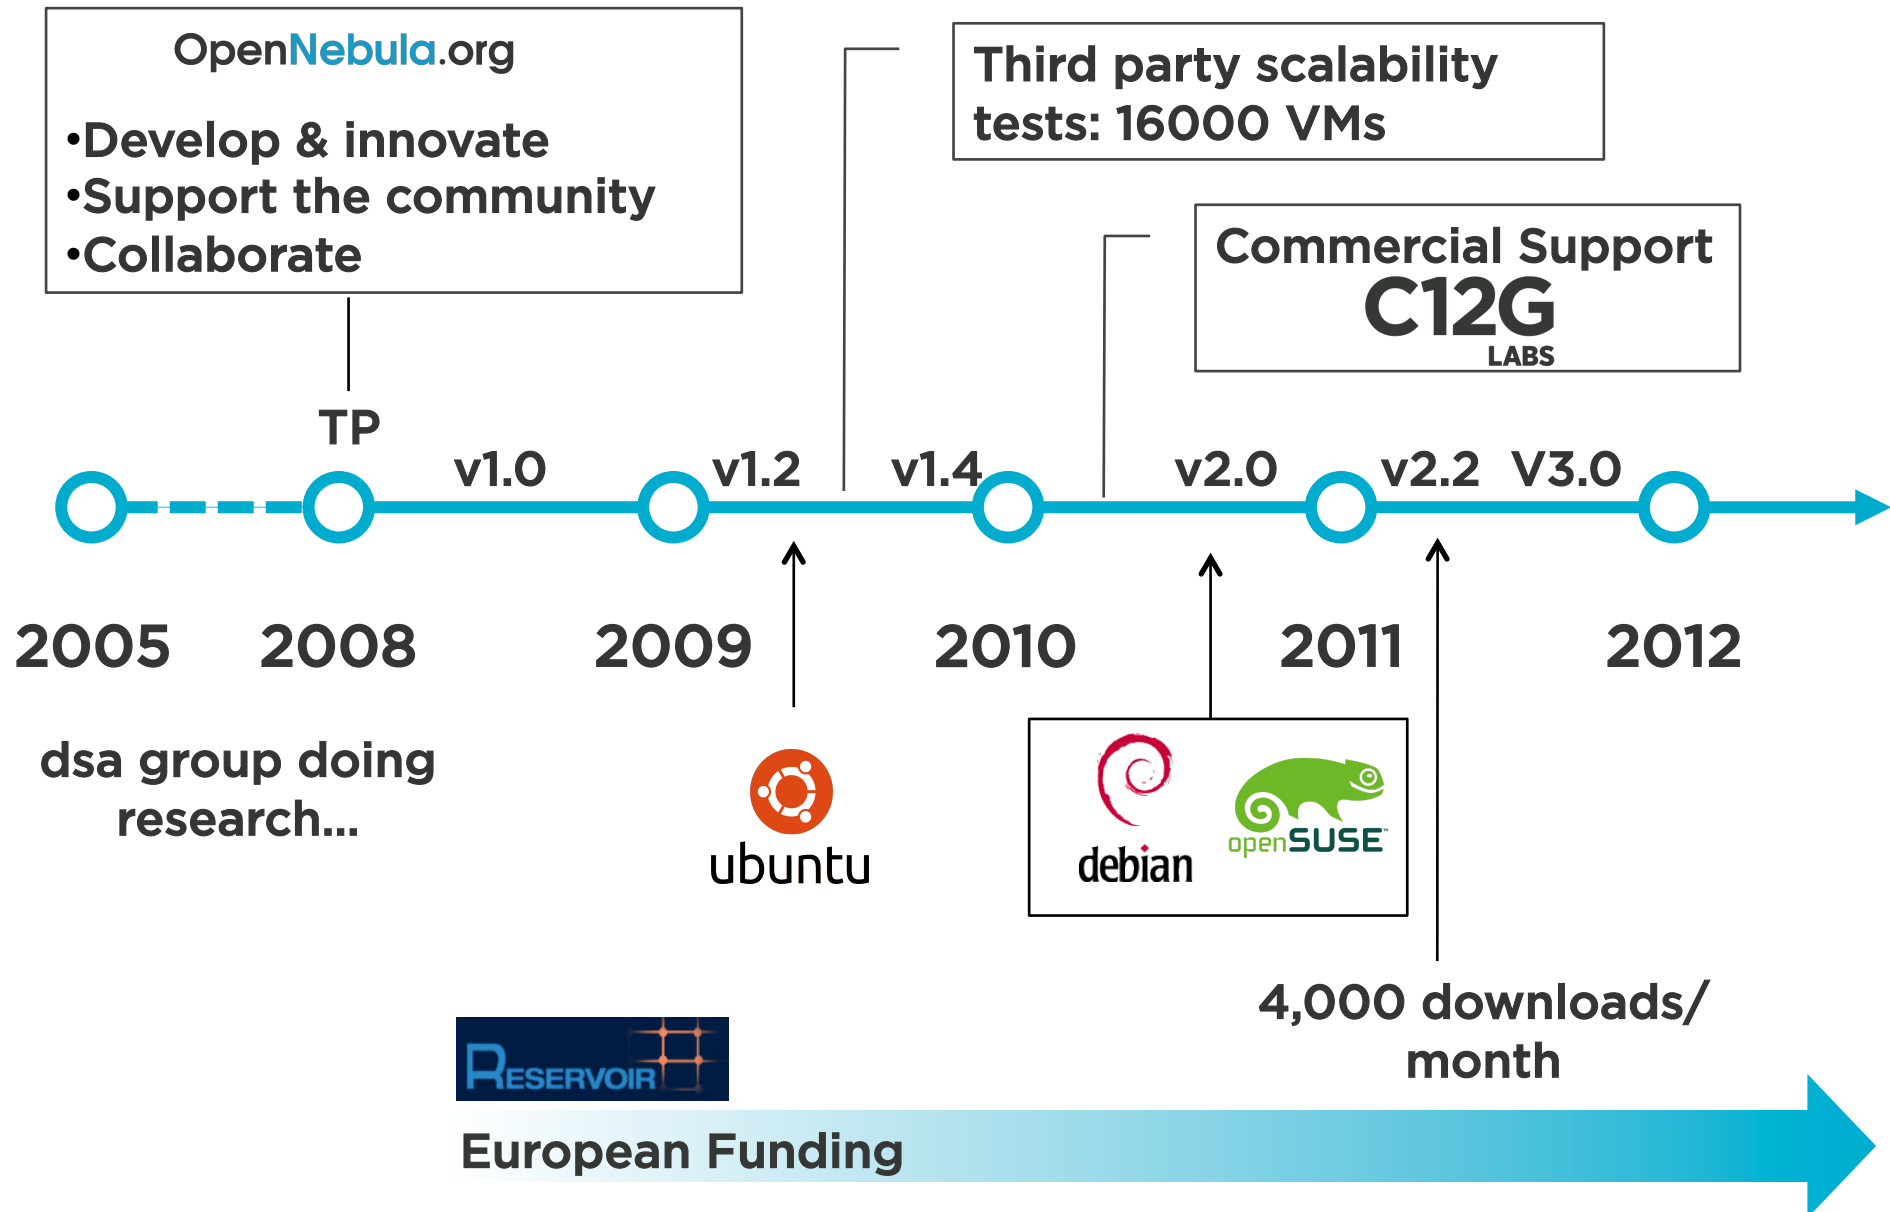 OpenNebula.org
•Develop & innovate
•Support the community
•Collaborate
Third party scalability
tests: 16000 VMs
Commercial Support
C12G
LABS
TP
v1.0
v1.2
v1.4
v2.0
v2.2
V3.0
2005
2008
2009
2010
2011
2012
dsa group doing
research...
ubuntu
debian
openSUSE™
4,000 downloads/
month
RESERVOIR
European Funding